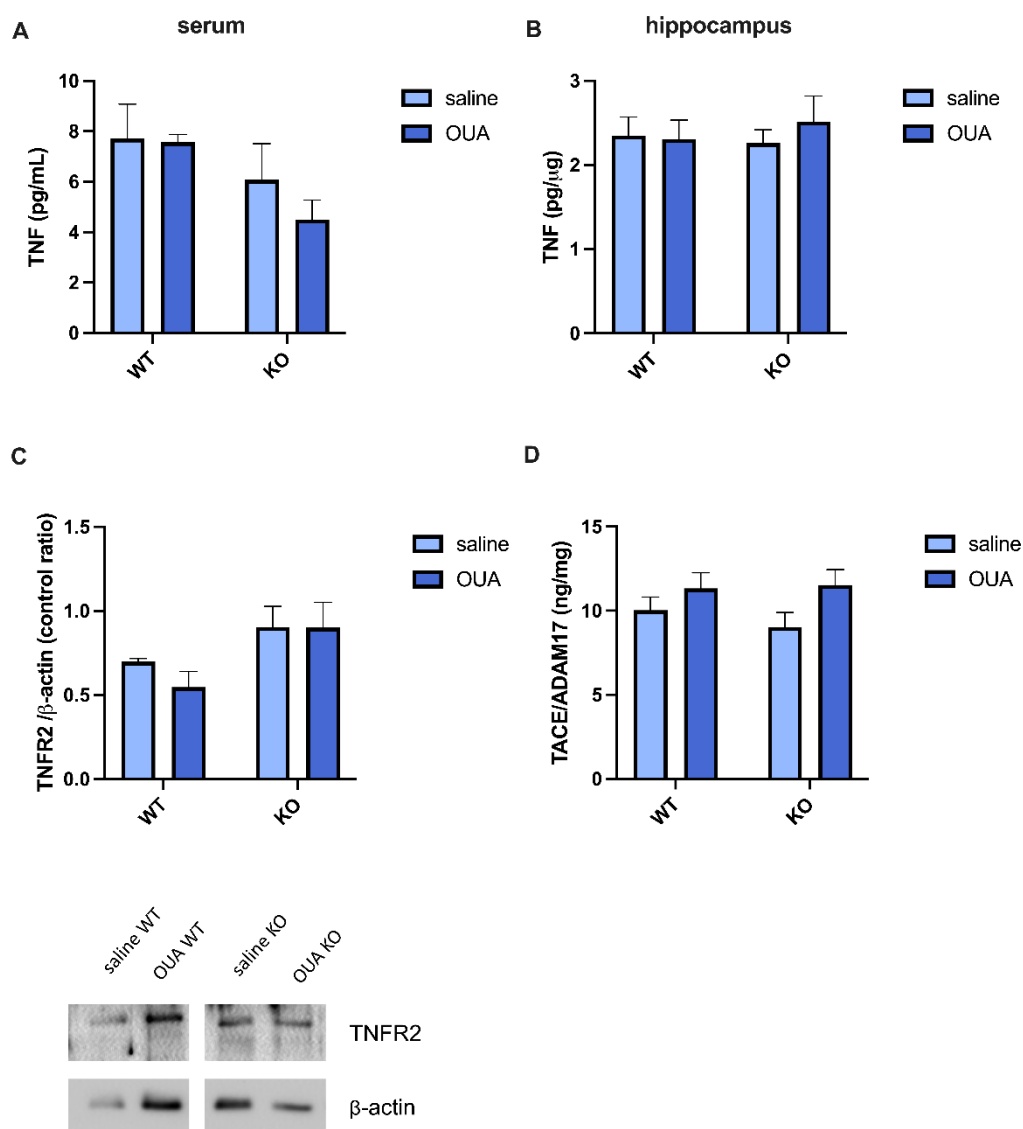 A
serum
TNF (pg/mL)
10
8
6
4
2
0
WT
KO
saline
OUA
B
hippocampus
TNF (pg/μg)
3
2
1
0
WT
KO
saline
OUA
C
TNFR2 /β-actin (control ratio)
1.5
1.0
0.5
0.0
WT
KO
saline
OUA
D
TACE/ADAM17 (ng/mg)
15
10
5
0
WT
KO
saline
OUA
saline WT
OUA WT
saline KO
OUA KO
TNFR2
β-actin